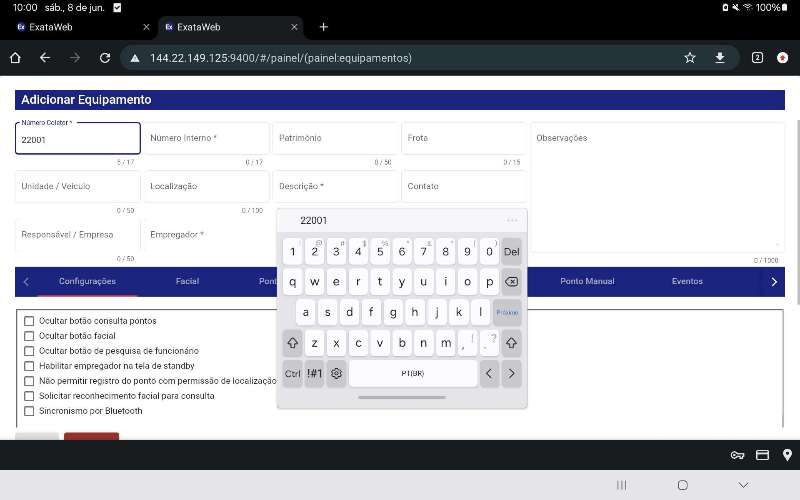 10:00 sáb., 8 de jun.
100%
ExataWeb
ExataWeb
144.22.149.125:9400/#/painel/(painel:equipamentos)
2
Adicionar Equipamento
Número Coletor *
22001
Número Interno *
Patrimônio
Frota
Observações
5 / 17
0 / 17
0 / 50
0 / 15
Unidade / Veículo
Localização
Descrição *
Contato
0 / 50
0 / 100
Responsável / Empresa
Empregador *
0 / 50
0 / 1000
22001
1 2 3 4 5 6 7 8 9 0 Del
q w e r t y u i o p
a s d f g h j k l Próximo
z x c v b n m , ! . ?
Ctrl !#1 PT(BR)
Configurações
Facial
Pont
Ponto Manual
Eventos
Ocultar botão consulta pontos
Ocultar botão facial
Ocultar botão de pesquisa de funcionário
Habilitar empregador na tela de standby
Não permitir registro do ponto com permissão de localização
Solicitar reconhecimento facial para consulta
Sincronismo por Bluetooth